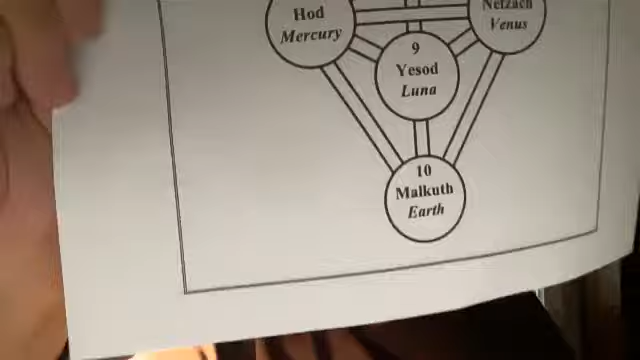 Hod
Mercury
Netzach
Venus
9
Yesod
Luna
10
Malkuth
Earth